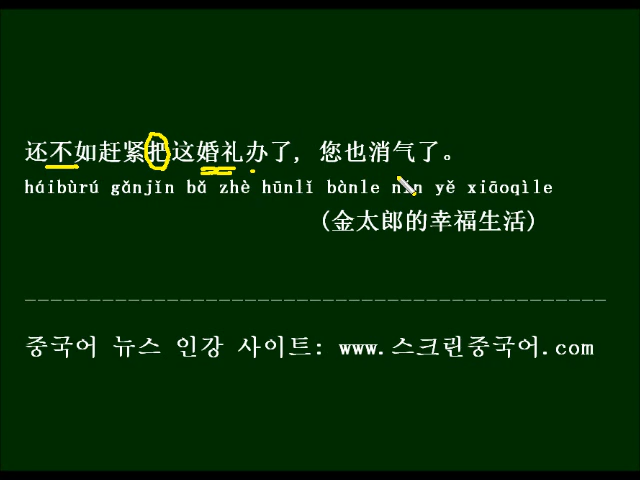 还不如赶紧把这婚礼办了, 您也消气了。
háibùrú gǎnjǐn bǎ zhè hūnlǐ bànle nǐn yě xiāoqìle
(金太郎的幸福生活)
중국어 뉴스 인강 사이트: www.스크린중국어.com